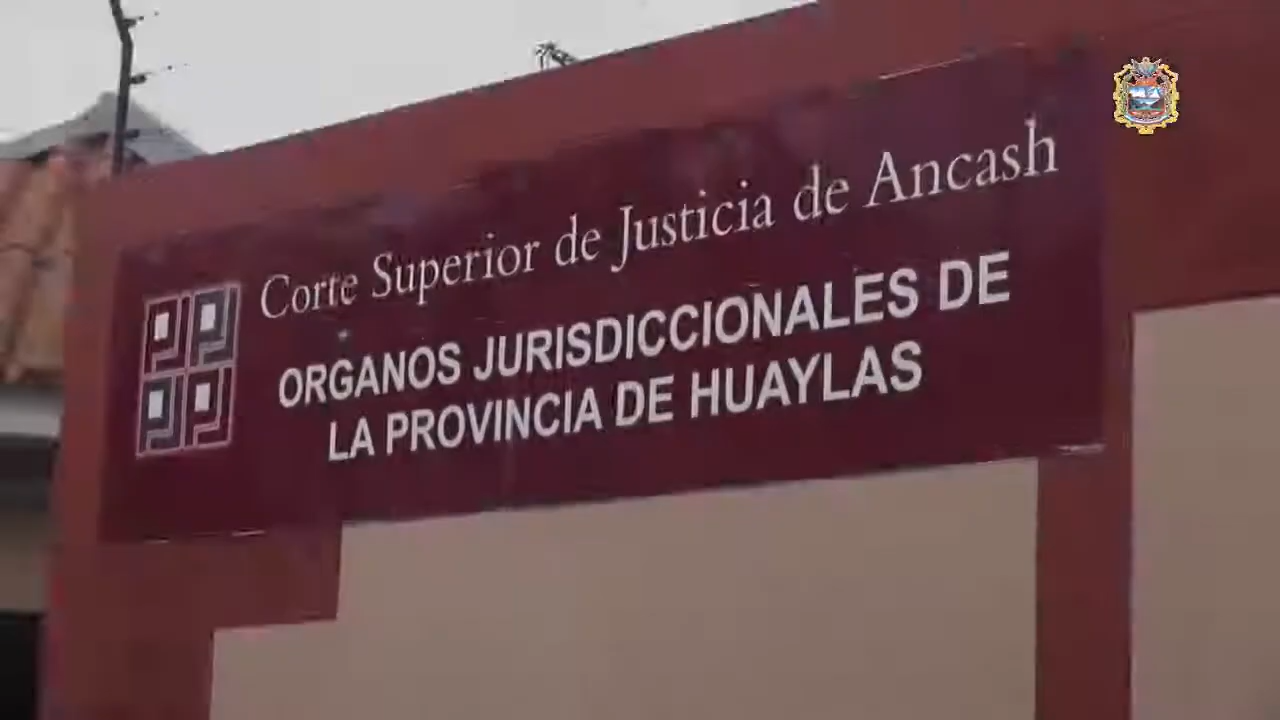 Corte Superior de Justicia de Ancash
ORGANOS JURISDICCIONALES DE
LA PROVINCIA DE HUAYLAS